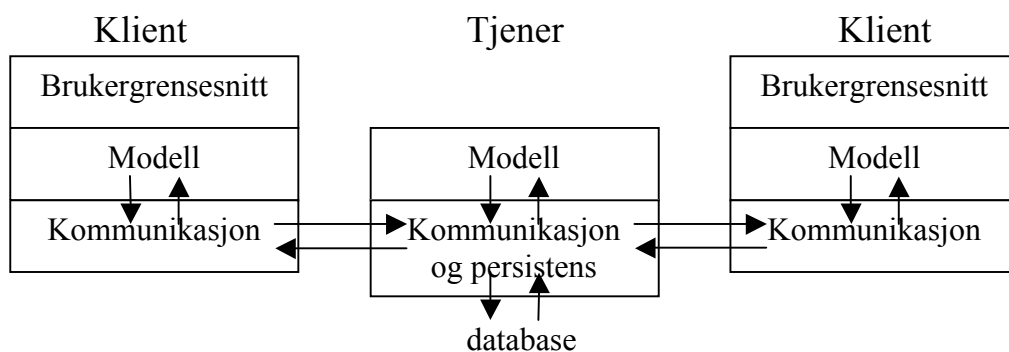 Klient
Tjener
Klient
Brukergrensesnitt
Brukergrensesnitt
Modell
Modell
Modell
Kommunikasjon
Kommunikasjon
og persistens
Kommunikasjon
database